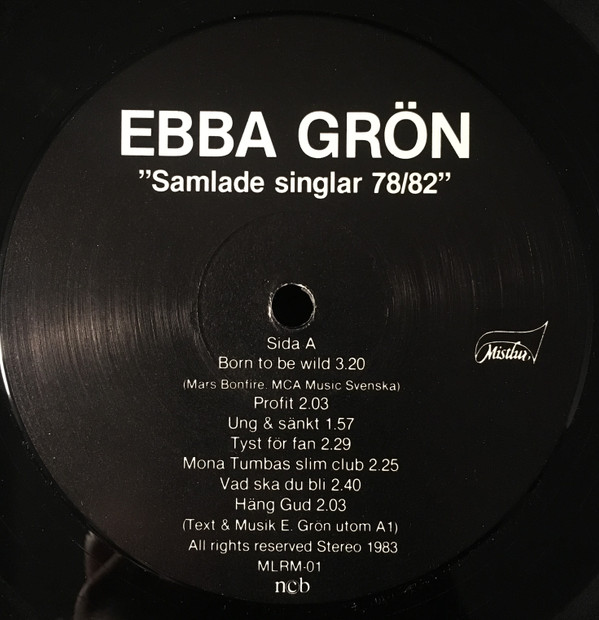 EBBA GRÖN
”Samlade singlar 78/82”
Sida A
Born to be wild 3.20
(Mars Bonfire. MCA Music Svenska)
Profit 2.03
Ung & sänkt 1.57
Tyst för fan 2.29
Mona Tumbas slim club 2.25
Vad ska du bli 2.40
Häng Gud 2.03
(Text & Musik E. Grön utom A1)
All rights reserved Stereo 1983
MLRM-01
ncb
Mistlur